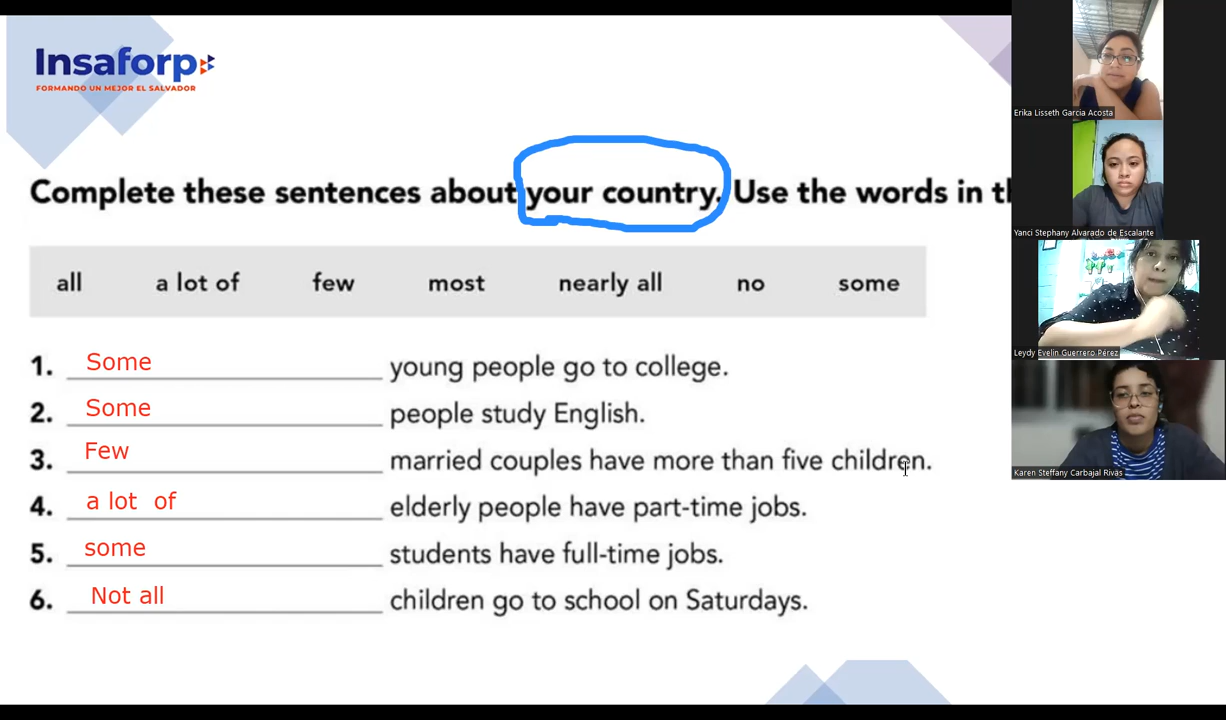 Insaforp
FORMANDO UN MEJOR EL SALVADOR
Complete these sentences about your country. Use the words in
all a lot of few most nearly all no some
1. Some young people go to college.
2. Some people study English.
3. Few married couples have more than five children.
4. a lot of elderly people have part-time jobs.
5. some students have full-time jobs.
6. Not all children go to school on Saturdays.
Erika Lisseth Garcia Acosta
Yanci Stephany Alvarado de Escalante
Leydy Evelin Guerrero Pérez
Karen Steffany Carbajal Rivas